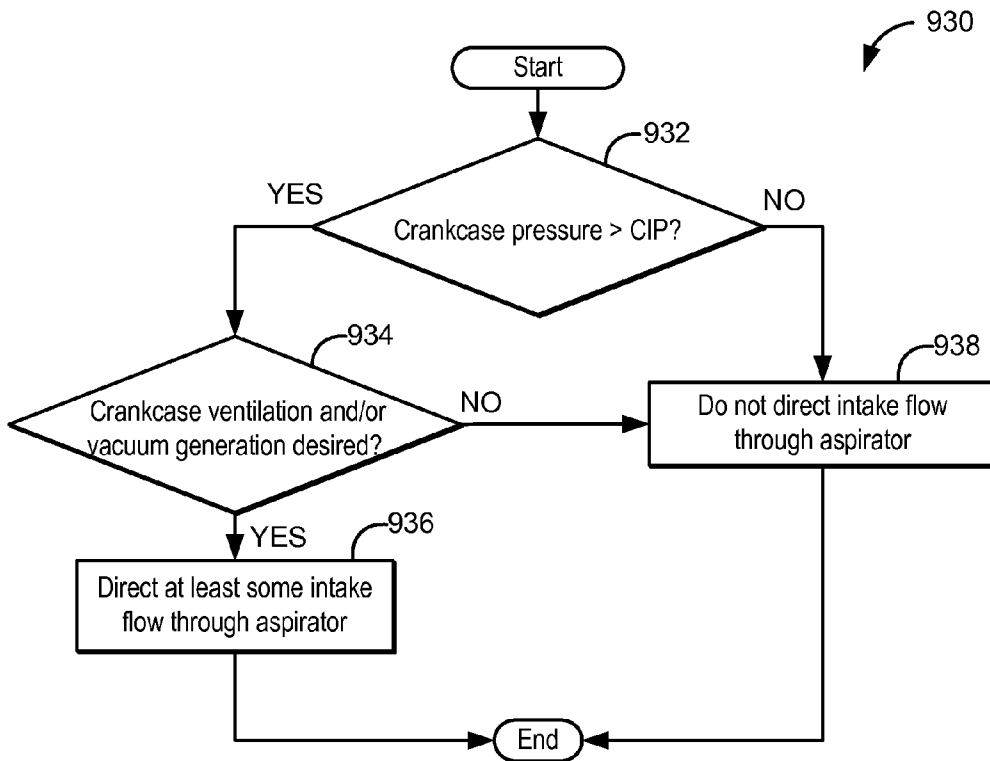 930
Start
932
YES
NO
Crankcase pressure > CIP?
934
938
Crankcase ventilation and/or
vacuum generation desired?
NO
Do not direct intake flow
through aspirator
YES
936
Direct at least some intake
flow through aspirator
End